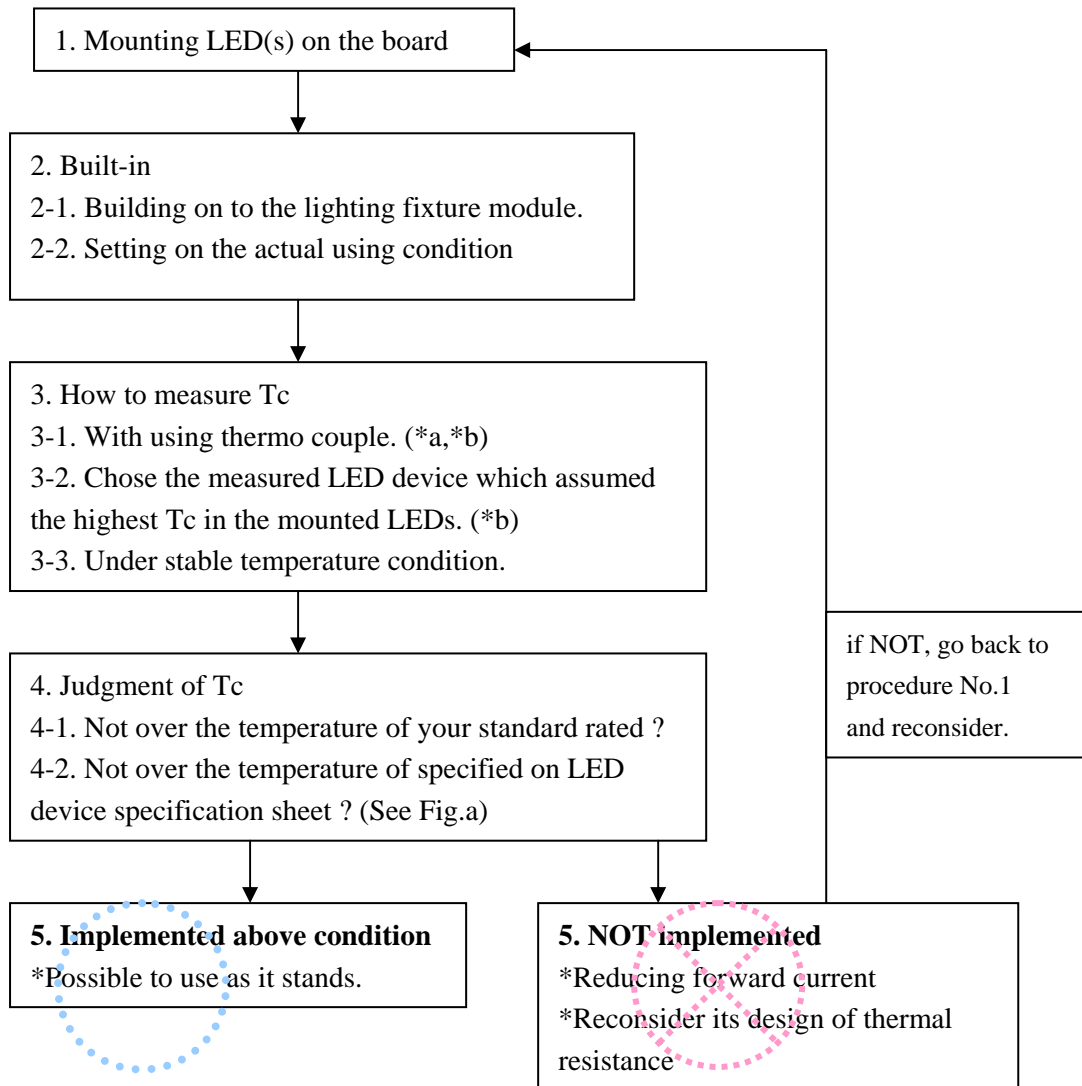 1. Mounting LED(s) on the board
2. Built-in
2-1. Building on to the lighting fixture module.
2-2. Setting on the actual using condition
3. How to measure Tc
3-1. With using thermo couple. (*a,*b)
3-2. Chose the measured LED device which assumed
the highest Tc in the mounted LEDs. (*b)
3-3. Under stable temperature condition.
4. Judgment of Tc
4-1. Not over the temperature of your standard rated ?
4-2. Not over the temperature of specified on LED
device specification sheet ? (See Fig.a)
if NOT, go back to
procedure No.1
and reconsider.
5. Implemented above condition
*Possible to use as it stands.
5. NOT implemented
*Reducing forward current
*Reconsider its design of thermal
resistance